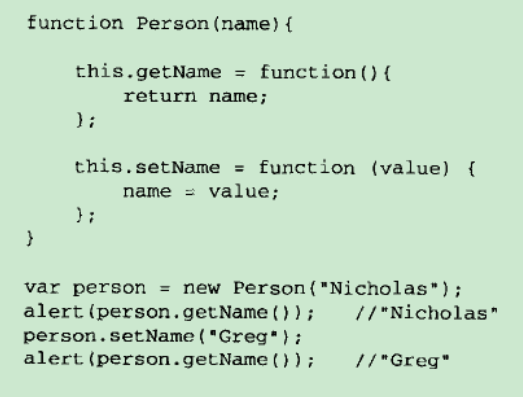 function Person(name){
this.getName = function(){
return name;
};
this.setName = function (value) {
name = value;
};
}
var person = new Person("Nicholas");
alert(person.getName()); //"Nicholas"
person.setName("Greg");
alert(person.getName()); //"Greg"